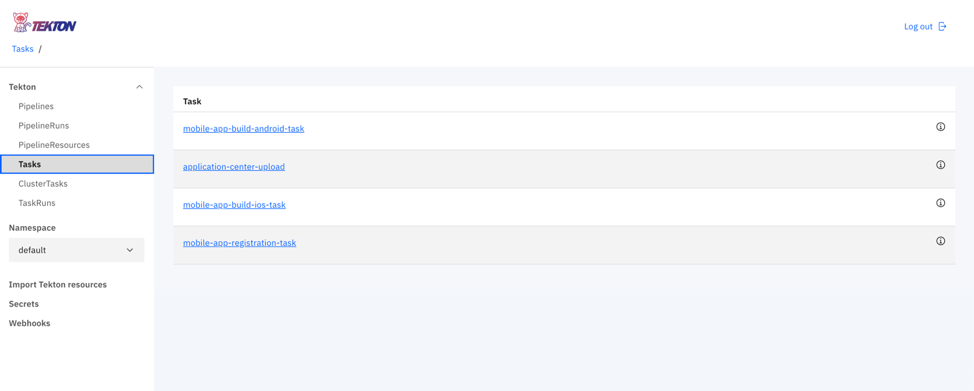 TEKTON
Log out
Tasks /
Tekton
Pipelines
PipelineRuns
PipelineResources
Tasks
ClusterTasks
TaskRuns
Namespace
default
Import Tekton resources
Secrets
Webhooks
Task
mobile-app-build-android-task
application-center-upload
mobile-app-build-ios-task
mobile-app-registration-task